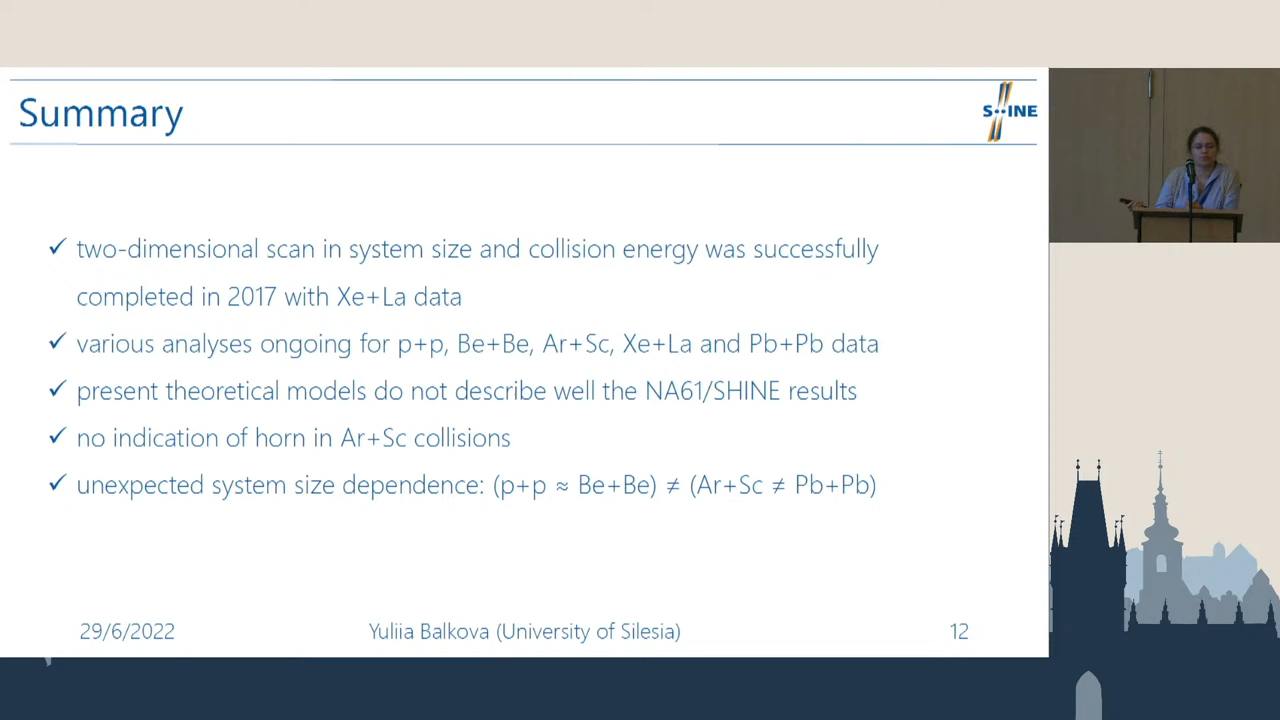 Summary
S··INE
✓ two-dimensional scan in system size and collision energy was successfully
completed in 2017 with Xe+La data
✓ various analyses ongoing for p+p, Be+Be, Ar+Sc, Xe+La and Pb+Pb data
✓ present theoretical models do not describe well the NA61/SHINE results
✓ no indication of horn in Ar+Sc collisions
✓ unexpected system size dependence: (p+p ≈ Be+Be) ≠ (Ar+Sc ≠ Pb+Pb)
29/6/2022
Yuliia Balkova (University of Silesia)
12